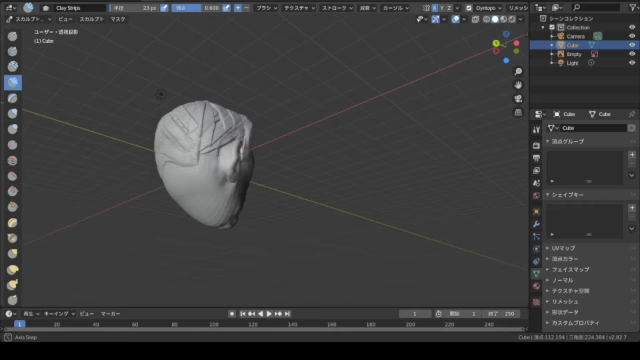 Clay Strips 半径 23 px 強さ 0.600 ブラシ テクスチャ ストローク 減衰 カーソル X Y Z Dyntopo リメッシュ
スカルプト… ビュー スカルプト マスク
ユーザー・透視投影
(1) Cube
シーンコレクション
Collection
Camera
Cube
Empty
Light
Cube Cube
Cube
頂点グループ
シェイプキー
UVマップ
頂点カラー
フェイスマップ
ノーマル
テクスチャ空間
リメッシュ
形状データ
カスタムプロパティ
再生 キーイング ビュー マーカー 1 開始 1 終了 250
1 20 40 60 80 100 120 140 160 180 200 220 240
Axis Snap
Cube | 頂点:112,194 | 三角面:224,384 | v2.82.7